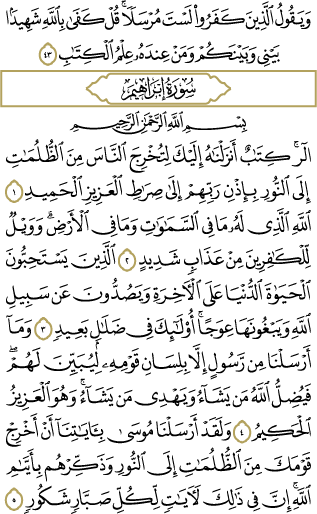 وَيَقُولُ ٱلَّذِينَ كَفَرُوا۟ لَسْتَ مُرْسَلًا ۚ قُلْ كَفَىٰ بِٱللَّهِ شَهِيدًۢا
بَيْنِى وَبَيْنَكُمْ وَمَنْ عِندَهُۥ عِلْمُ ٱلْكِتَٰبِ ٤٣
سُورَةُ إِبْرَاهِيمَ
بِسْمِ ٱللَّهِ ٱلرَّحْمَٰنِ ٱلرَّحِيمِ
الٓر ۚ كِتَٰبٌ أَنزَلْنَٰهُ إِلَيْكَ لِتُخْرِجَ ٱلنَّاسَ مِنَ ٱلظُّلُمَٰتِ
إِلَى ٱلنُّورِ بِإِذْنِ رَبِّهِمْ إِلَىٰ صِرَٰطِ ٱلْعَزِيزِ ٱلْحَمِيدِ ١
ٱللَّهِ ٱلَّذِى لَهُۥ مَا فِى ٱلسَّمَٰوَٰتِ وَمَا فِى ٱلْأَرْضِ ۗ وَوَيْلٌ
لِّلْكَٰفِرِينَ مِنْ عَذَابٍ شَدِيدٍ ٢ ٱلَّذِينَ يَسْتَحِبُّونَ
ٱلْحَيَوٰةَ ٱلدُّنْيَا عَلَى ٱلْءَاخِرَةِ وَيَصُدُّونَ عَن سَبِيلِ
ٱللَّهِ وَيَبْغُونَهَا عِوَجًا ۚ أُو۟لَٰٓئِكَ فِى ضَلَٰلٍۭ بَعِيدٍ ٣ وَمَآ
أَرْسَلْنَا مِن رَّسُولٍ إِلَّا بِلِسَانِ قَوْمِهِۦ لِيُبَيِّنَ لَهُمْ ۖ
فَيُضِلُّ ٱللَّهُ مَن يَشَآءُ وَيَهْدِى مَن يَشَآءُ ۚ وَهُوَ ٱلْعَزِيزُ
ٱلْحَكِيمُ ٤ وَلَقَدْ أَرْسَلْنَا مُوسَىٰ بِـَٔايَٰتِنَآ أَنْ أَخْرِجْ
قَوْمَكَ مِنَ ٱلظُّلُمَٰتِ إِلَى ٱلنُّورِ وَذَكِّرْهُم بِأَيَّىٰمِ
ٱللَّهِ ۚ إِنَّ فِى ذَٰلِكَ لَءَايَٰتٍ لِّكُلِّ صَبَّارٍ شَكُورٍ ٥